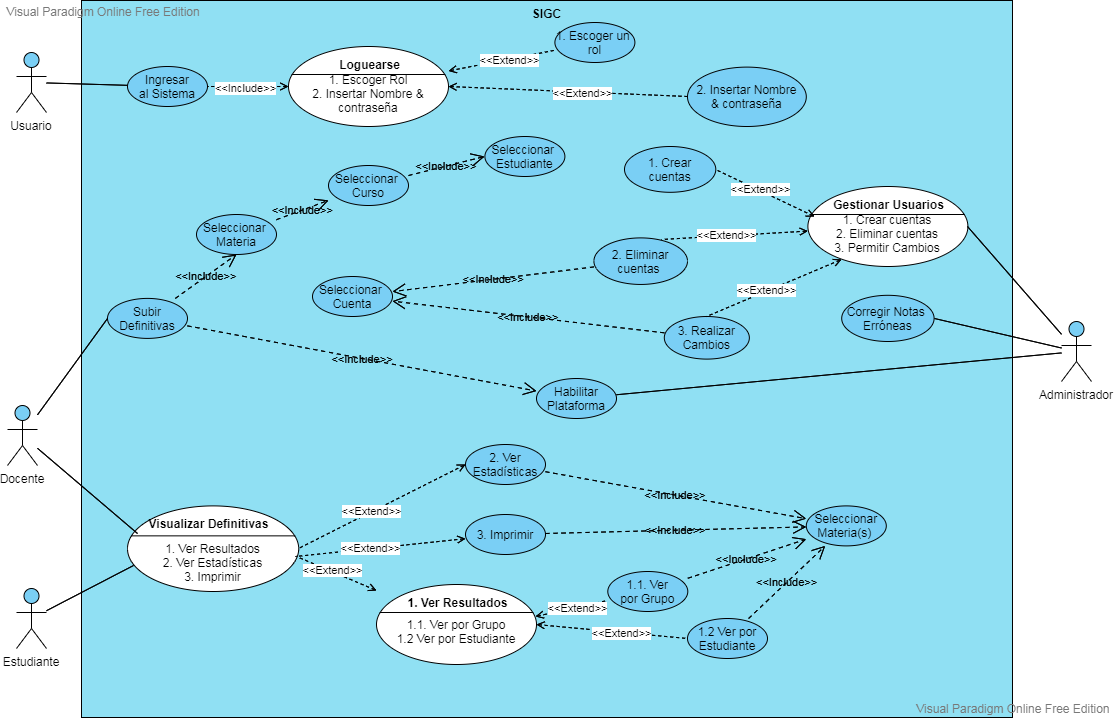 Visual Paradigm Online Free Edition
SIGC
Usuario
Ingresar
al Sistema
<<Include>>
Loguearse
1. Escoger Rol
2. Insertar Nombre &
contraseña
<<Extend>>
1. Escoger un
rol
<<Extend>>
2. Insertar Nombre
& contraseña
Seleccionar
Estudiante
<<Include>>
Seleccionar
Curso
<<Include>>
Seleccionar
Materia
<<Include>>
Subir
Definitivas
1. Crear
cuentas
<<Extend>>
Gestionar Usuarios
1. Crear cuentas
2. Eliminar cuentas
3. Permitir Cambios
<<Extend>>
2. Eliminar
cuentas
<<Include>>
Seleccionar
Cuenta
<<Extend>>
<<Include>>
3. Realizar
Cambios
Corregir Notas
Erróneas
Administrador
<<Include>>
Habilitar
Plataforma
Docente
2. Ver
Estadísticas
<<Extend>>
<<Include>>
Visualizar Definitivas
1. Ver Resultados
2. Ver Estadísticas
3. Imprimir
<<Extend>>
3. Imprimir
<<Include>>
Seleccionar
Materia(s)
<<Extend>>
<<Include>>
<<Include>>
1. Ver Resultados
1.1. Ver por Grupo
1.2 Ver por Estudiante
<<Extend>>
1.1. Ver
por Grupo
<<Extend>>
1.2 Ver por
Estudiante
Estudiante
Visual Paradigm Online Free Edition